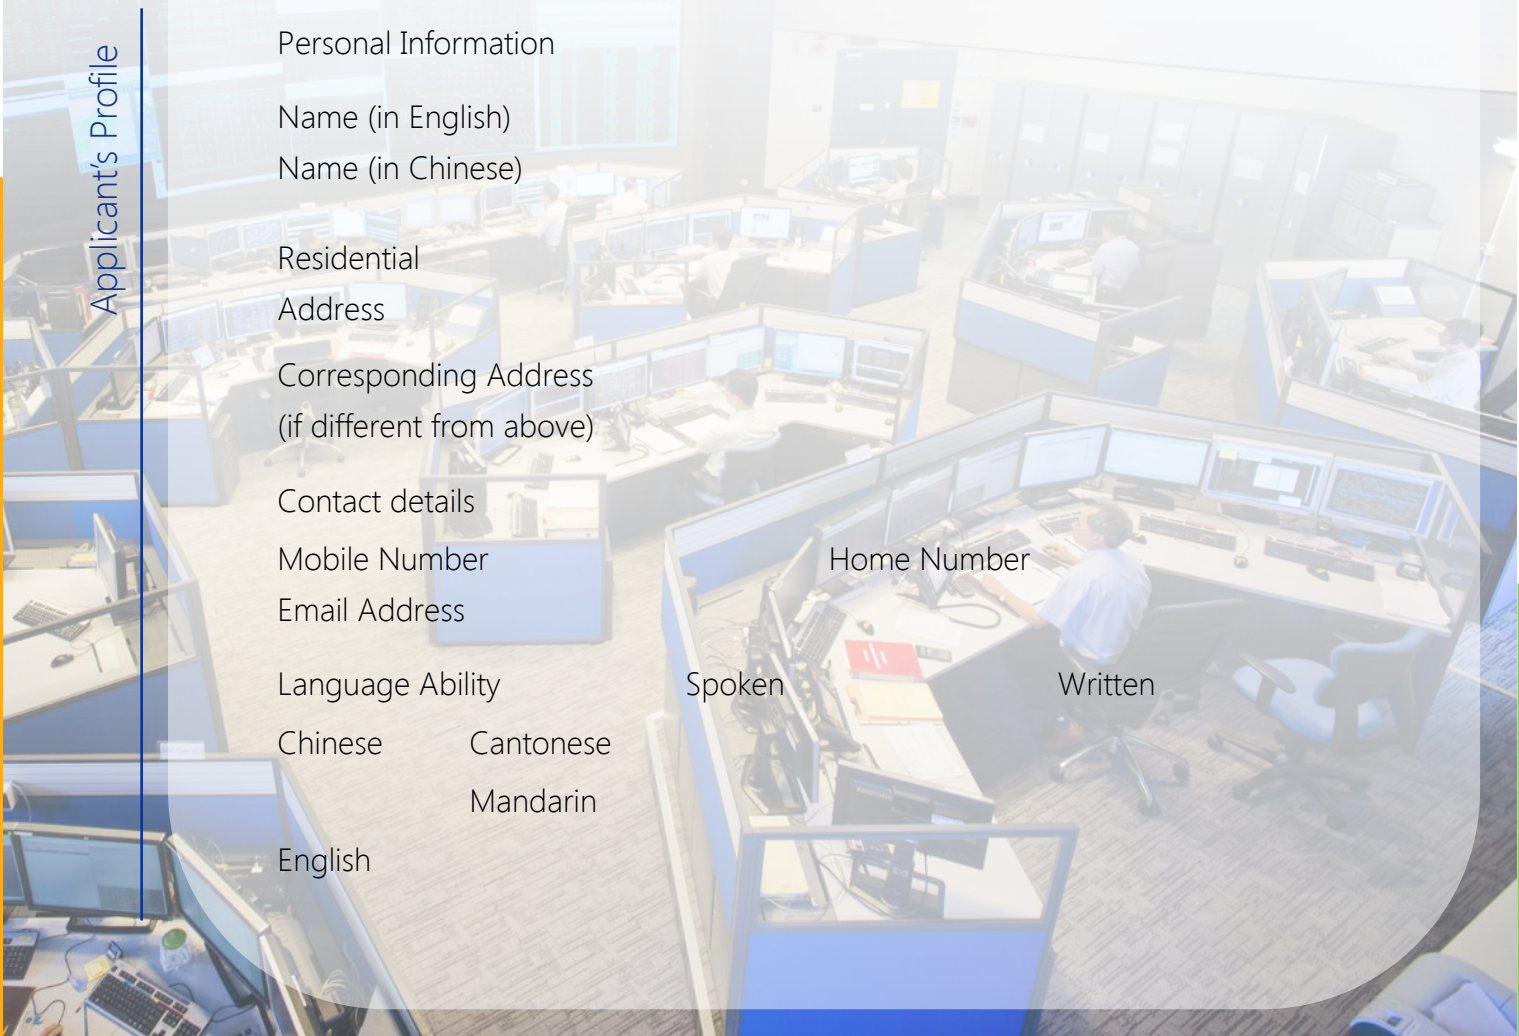 Applicant's Profile
Personal Information
Name (in English)
Name (in Chinese)
Residential
Address
Corresponding Address
(if different from above)
Contact details
Mobile Number Home Number
Email Address
Language Ability Spoken Written
Chinese Cantonese
Mandarin
English